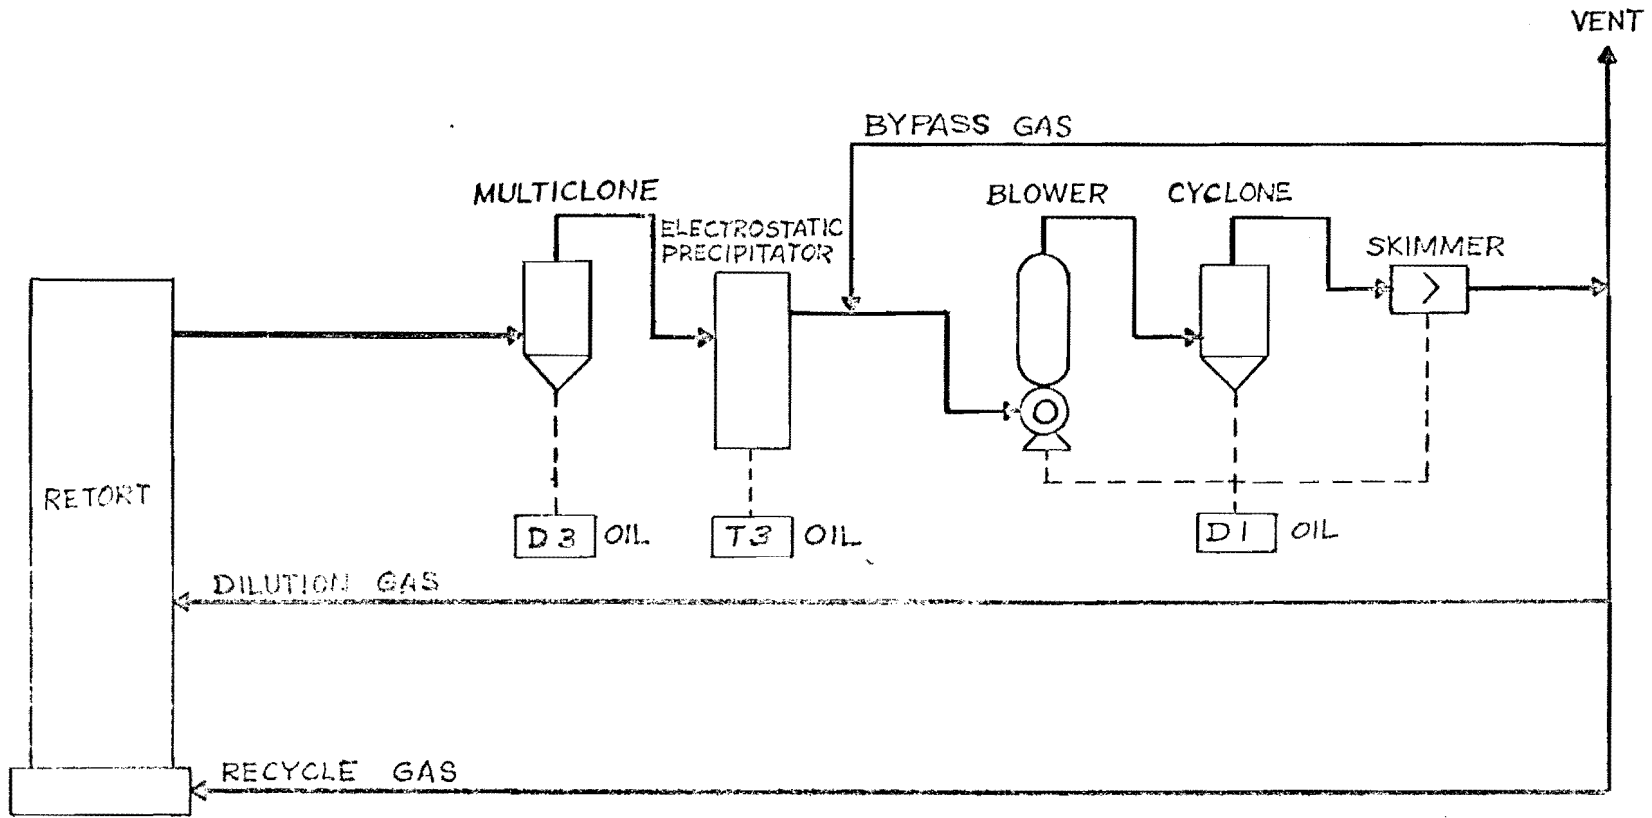 VENT
BYPASS GAS
MULTICLONE
BLOWER
CYCLONE
ELECTROSTATIC
PRECIPITATOR
SKIMMER
RETORT
D3 OIL
T3 OIL
D1 OIL
DILUTION GAS
RECYCLE GAS